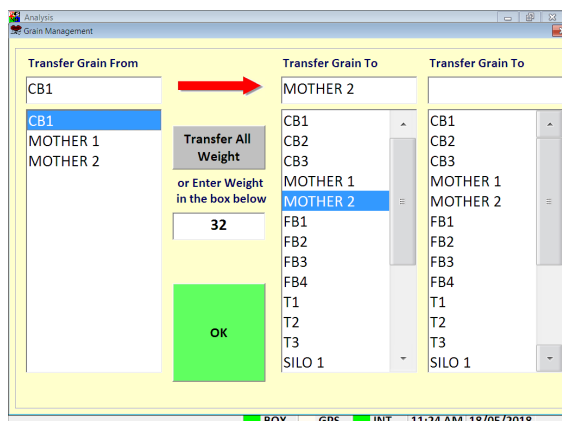 Analysis
Grain Management
Transfer Grain From
Transfer Grain To
Transfer Grain To
CB1
MOTHER 2
CB1
MOTHER 1
MOTHER 2
Transfer All
Weight
or Enter Weight
in the box below
32
OK
CB1
CB2
CB3
MOTHER 1
MOTHER 2
FB1
FB2
FB3
FB4
T1
T2
T3
SILO 1
CB1
CB2
CB3
MOTHER 1
MOTHER 2
FB1
FB2
FB3
FB4
T1
T2
T3
SILO 1
BOX GPS INT 11:24 AM 18/05/2018